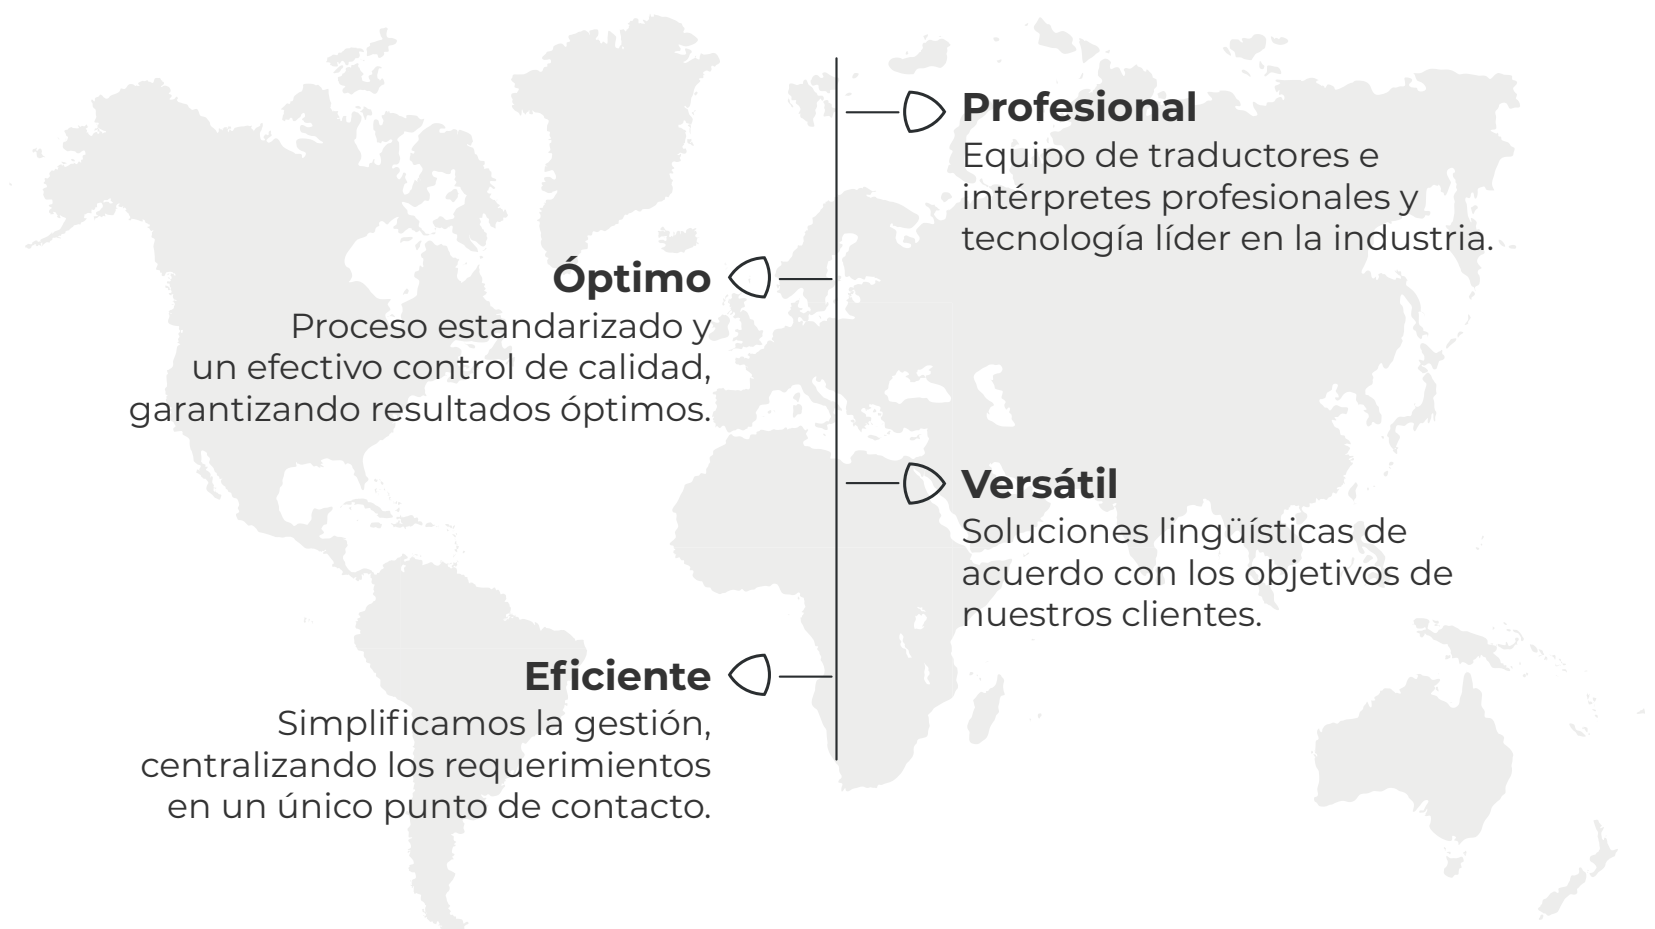 Profesional
Equipo de traductores e
intérpretes profesionales y
tecnología líder en la industria.
Óptimo
Proceso estandarizado y
un efectivo control de calidad,
garantizando resultados óptimos.
Versátil
Soluciones lingüísticas de
acuerdo con los objetivos de
nuestros clientes.
Eficiente
Simplificamos la gestión,
centralizando los requerimientos
en un único punto de contacto.